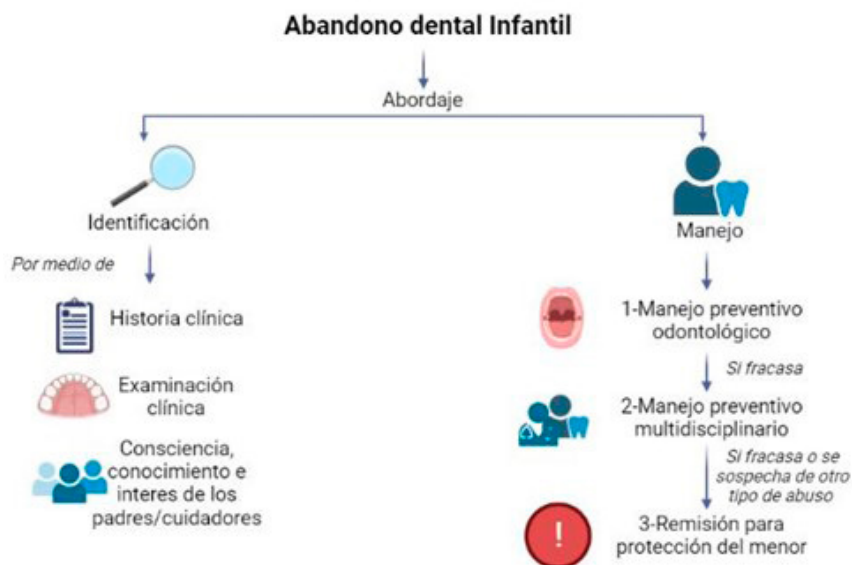 Abandono dental Infantil
Abordaje
Identificación
Por medio de
Historia clínica
Examinación
clínica
Consciencia,
conocimiento e
interes de los
padres/cuidadores
Manejo
1-Manejo preventivo
odontológico
Si fracasa
2-Manejo preventivo
multidisciplinario
Si fracasa o se
sospecha de otro
tipo de abuso
3-Remisión para
protección del menor